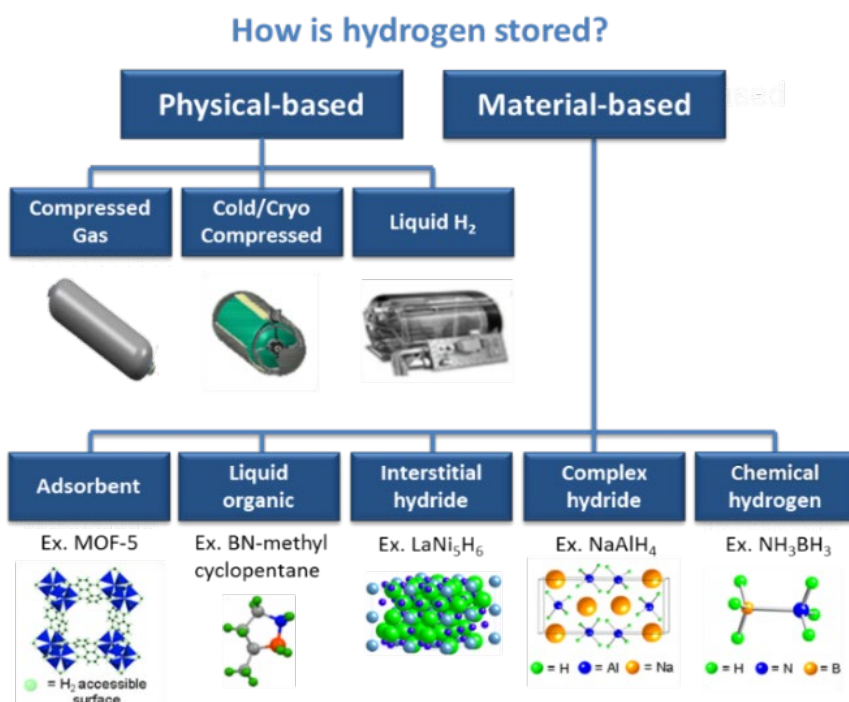 How is hydrogen stored?
Physical-based
Material-based
Compressed
Gas
Cold/Cryo
Compressed
Liquid H₂
Adsorbent
Liquid
organic
Interstitial
hydride
Complex
hydride
Chemical
hydrogen
Ex. MOF-5
Ex. BN-methyl
cyclopentane
Ex. LaNi₅H₆
Ex. NaAlH₄
Ex. NH₃BH₃
= H₂ accessible
surface
= H = Al = Na
= H = N = B